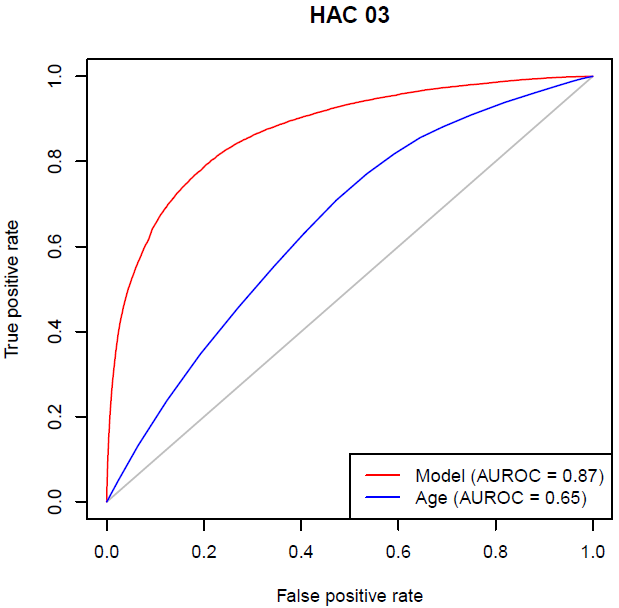 HAC 03
True positive rate
1.0
0.8
0.6
0.4
0.2
0.0
Model (AUROC = 0.87)
Age (AUROC = 0.65)
0.0 0.2 0.4 0.6 0.8 1.0
False positive rate